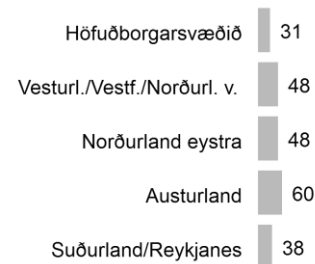 Höfuðborgarsvæðið 31
Vesturl./Vestf./Norðurl. v. 48
Norðurland eystra 48
Austurland 60
Suðurland/Reykjanes 38